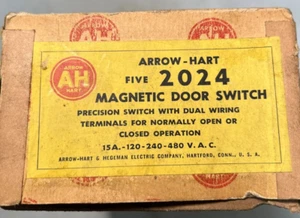 ARROW
AH
HART
ARROW-HART
FIVE 2024
MAGNETIC DOOR SWITCH
PRECISION SWITCH WITH DUAL WIRING
TERMINALS FOR NORMALLY OPEN OR
CLOSED OPERATION
15A.-120-240-480 V. A. C.
ARROW-HART & HEGEMAN ELECTRIC COMPANY, HARTFORD, CONN., U. S. A.